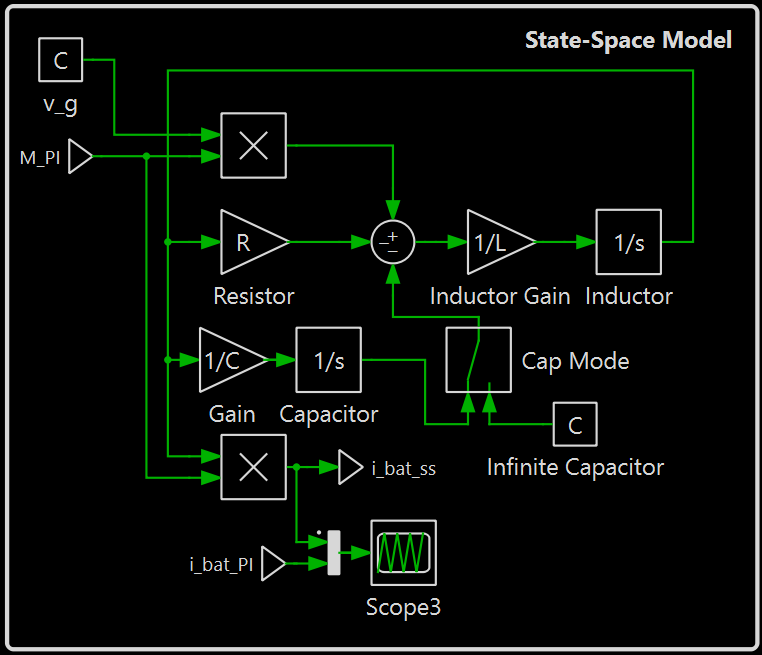 State-Space Model
C
v_g
M_PI
R
+
−
−
1/L
1/s
Resistor
Inductor Gain
Inductor
1/C
1/s
Cap Mode
Gain
Capacitor
C
Infinite Capacitor
i_bat_ss
i_bat_PI
Scope3